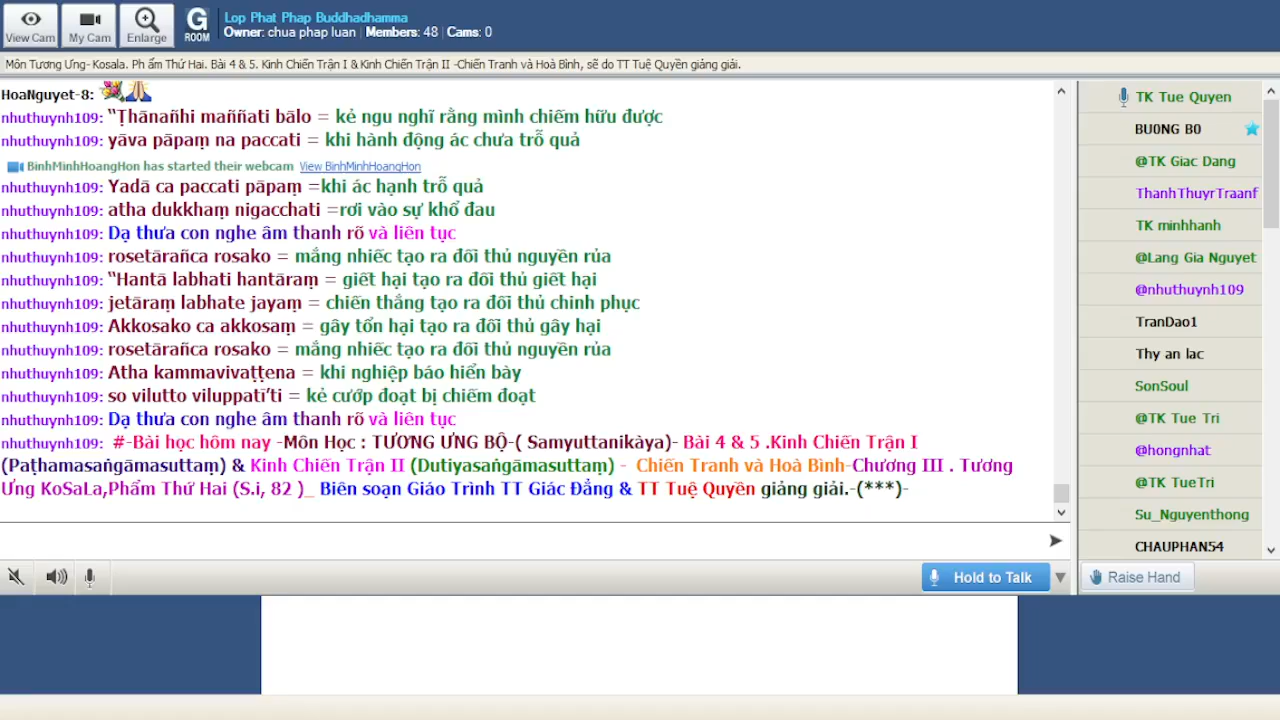 View Cam
My Cam
Enlarge
G
ROOM
Lop Phat Phap Buddhadhamma
Owner: chua phap luan | Members: 48 | Cams: 0
Môn Tương Ưng- Kosala. Ph ẩm Thứ Hai. Bài 4 & 5. Kinh Chiến Trận I & Kinh Chiến Trận II -Chiến Tranh và Hoà Bình, sẽ do TT Tuệ Quyền giảng giải.
HoaNguyet-8:
nhuthuynh109: “Ṭhānañhi maññati bālo = kẻ ngu nghĩ rằng mình chiếm hữu được
nhuthuynh109: yāva pāpaṃ na paccati = khi hành động ác chưa trỗ quả
BinhMinhHoangHon has started their webcam View BinhMinhHoangHon
nhuthuynh109: Yadā ca paccati pāpaṃ =khi ác hạnh trỗ quả
nhuthuynh109: atha dukkhaṃ nigacchati =rơi vào sự khổ đau
nhuthuynh109: Dạ thưa con nghe âm thanh rõ và liên tục
nhuthuynh109: rosetārañca rosako = mắng nhiếc tạo ra đối thủ nguyền rủa
nhuthuynh109: “Hantā labhati hantāraṃ = giết hại tạo ra đối thủ giết hại
nhuthuynh109: jetāraṃ labhate jayaṃ = chiến thắng tạo ra đối thủ chinh phục
nhuthuynh109: Akkosako ca akkosaṃ = gây tổn hại tạo ra đối thủ gây hại
nhuthuynh109: rosetārañca rosako = mắng nhiếc tạo ra đối thủ nguyền rủa
nhuthuynh109: Atha kammavivaṭṭena = khi nghiệp báo hiển bày
nhuthuynh109: so vilutto viluppatī’ti = kẻ cướp đoạt bị chiếm đoạt
nhuthuynh109: Dạ thưa con nghe âm thanh rõ và liên tục
nhuthuynh109: #-Bài học hôm nay -Môn Học : TƯƠNG ƯNG BỘ-( Samyuttanikàya)- Bài 4 & 5 .Kinh Chiến Trận I
(Paṭhamasaṅgāmasuttaṃ) & Kinh Chiến Trận II (Dutiyasaṅgāmasuttaṃ) - Chiến Tranh và Hoà Bình-Chương III . Tương
Ưng KoSaLa,Phẩm Thứ Hai (S.i, 82 )_ Biên soạn Giáo Trình TT Giác Đẳng & TT Tuệ Quyền giảng giải.-(***)-
Hold to Talk
TK Tue Quyen
BU0NG B0
@TK Giac Dang
ThanhThuyrTraanf
TK minhhanh
@Lang Gia Nguyet
@nhuthuynh109
TranDao1
Thy an lac
SonSoul
@TK Tue Tri
@hongnhat
@TK TueTri
Su_Nguyenthong
CHAUPHAN54
Raise Hand